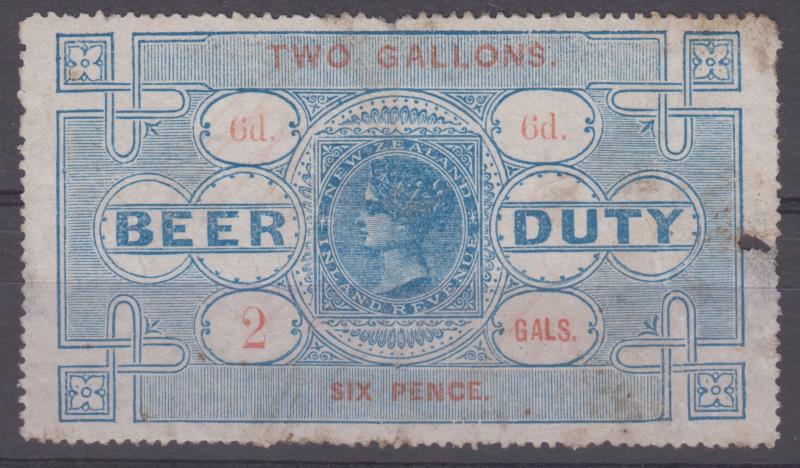 TWO GALLONS.
6d. 6d.
NEW ZEALAND
BEER DUTY
INLAND REVENUE
2 GALS.
SIX PENCE.